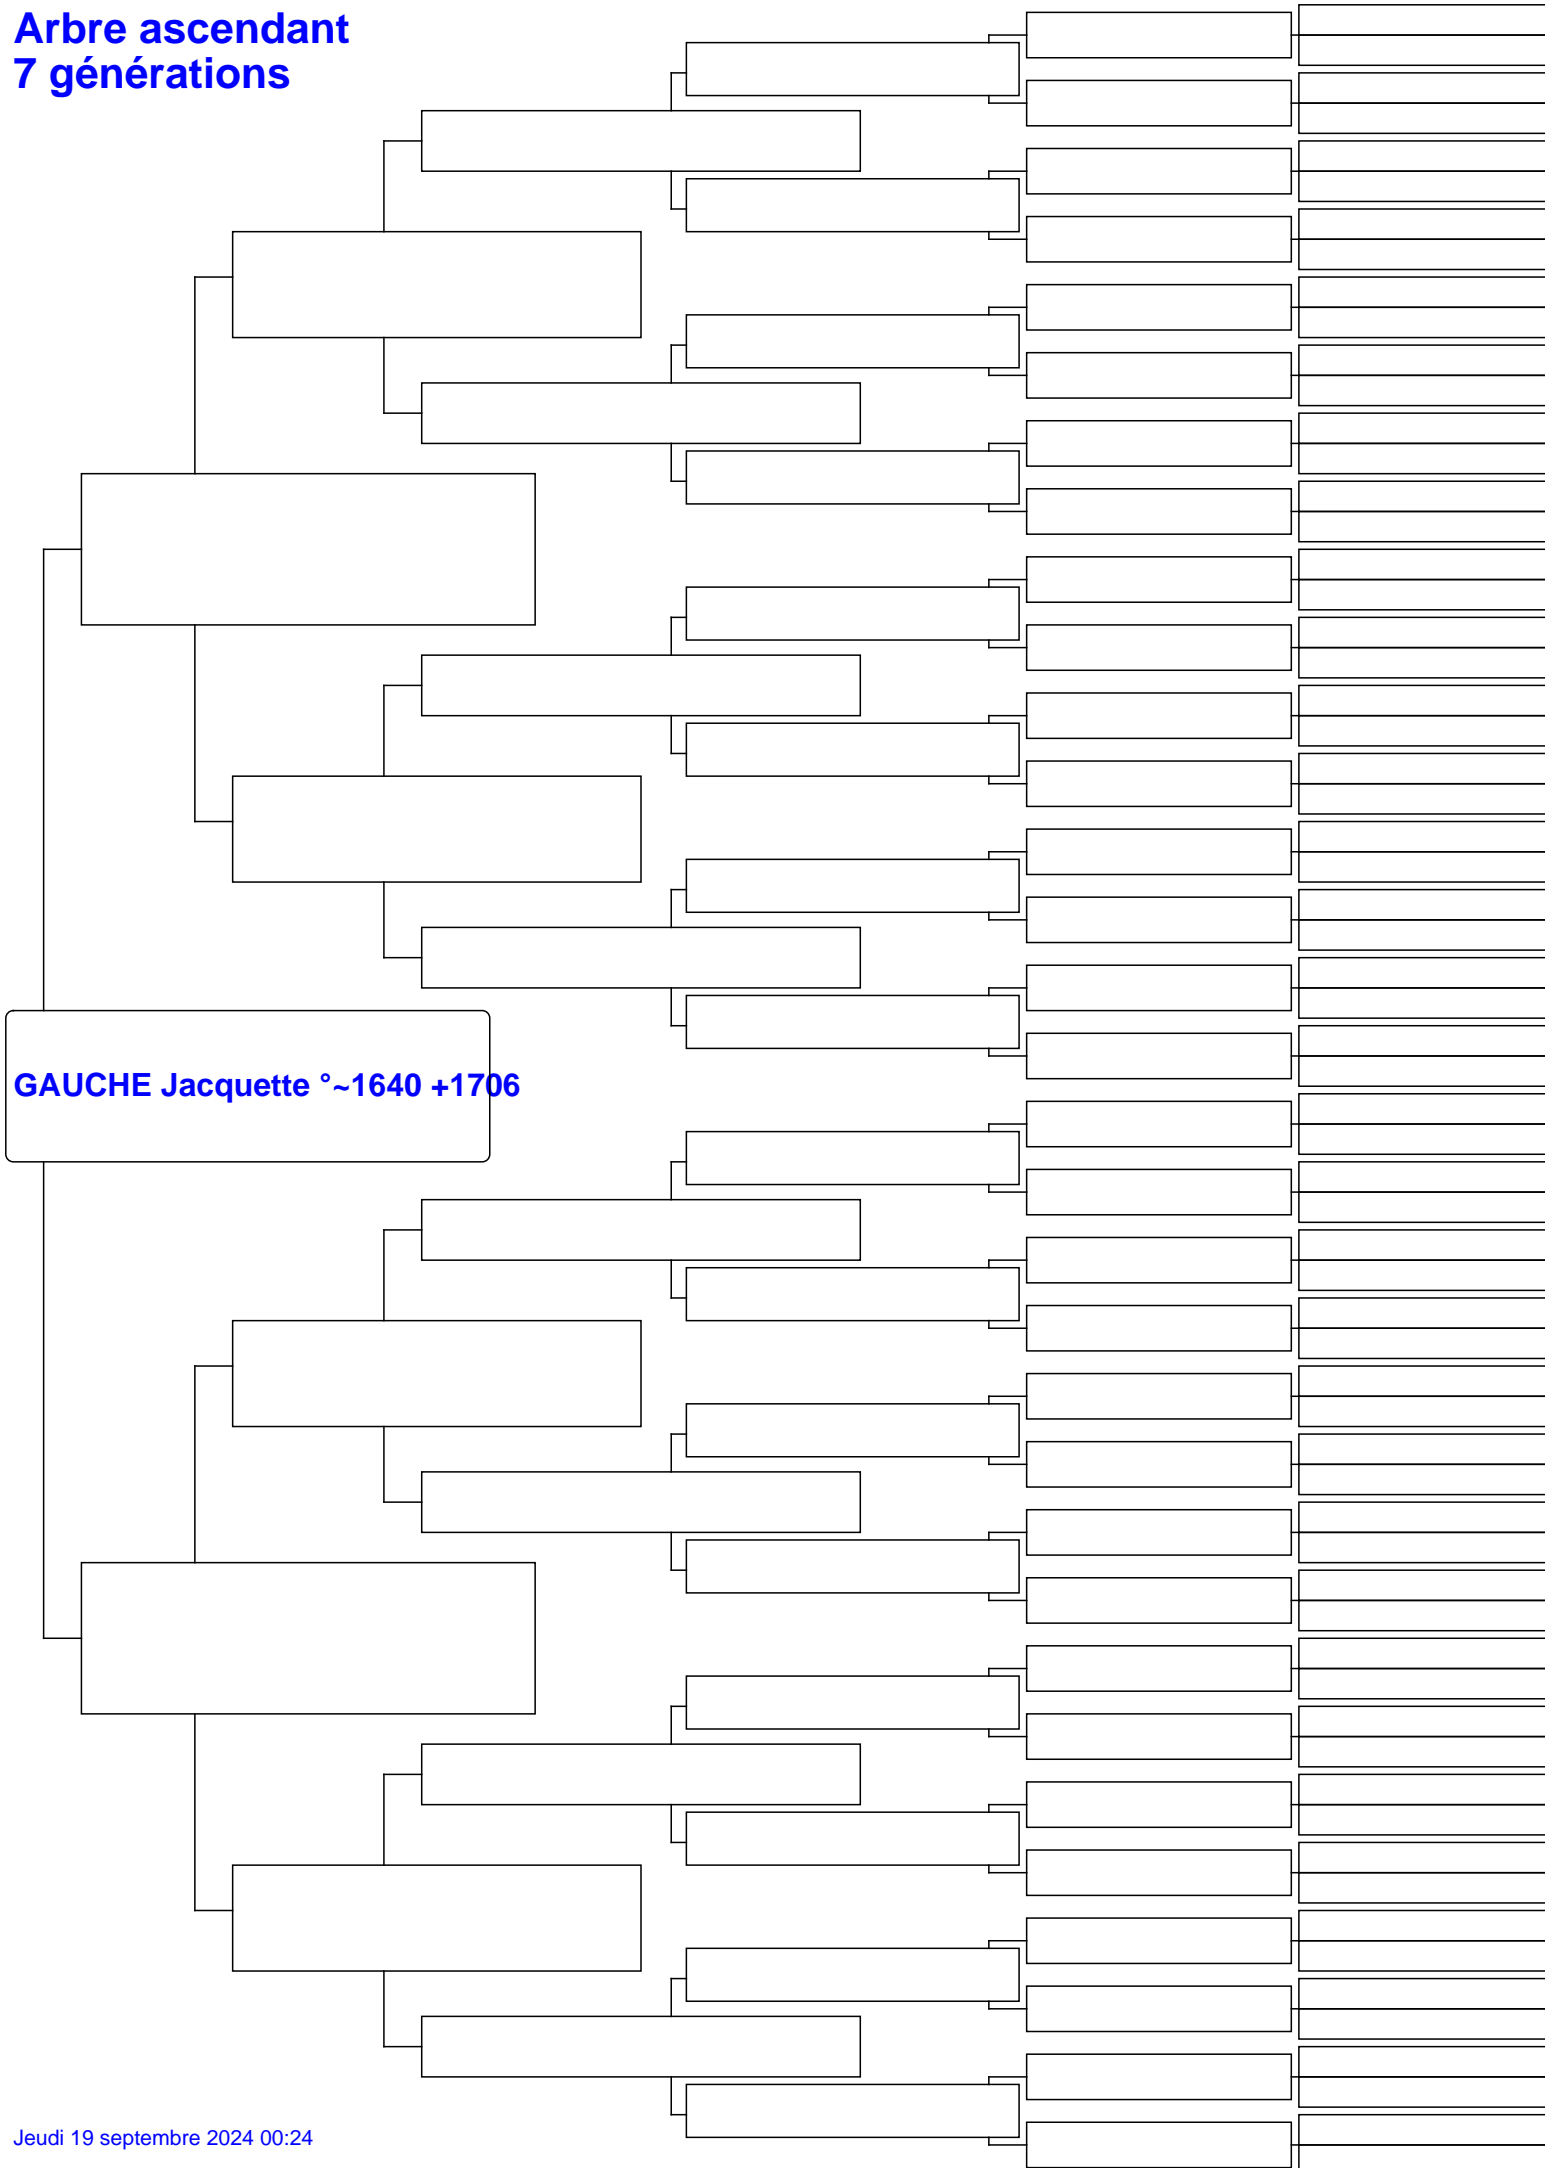 Arbre ascendant
7 générations
GAUCHE Jacquette °~1640 +1706
Jeudi 19 septembre 2024 00:24